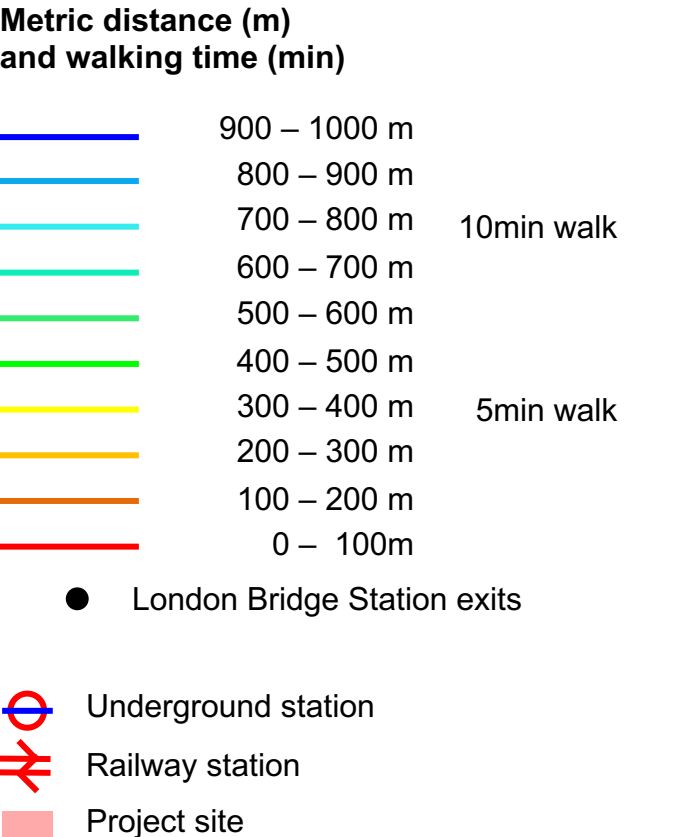 Metric distance (m)
and walking time (min)
900 – 1000 m
800 – 900 m
700 – 800 m 10min walk
600 – 700 m
500 – 600 m
400 – 500 m
300 – 400 m 5min walk
200 – 300 m
100 – 200 m
0 – 100m
London Bridge Station exits
Underground station
Railway station
Project site